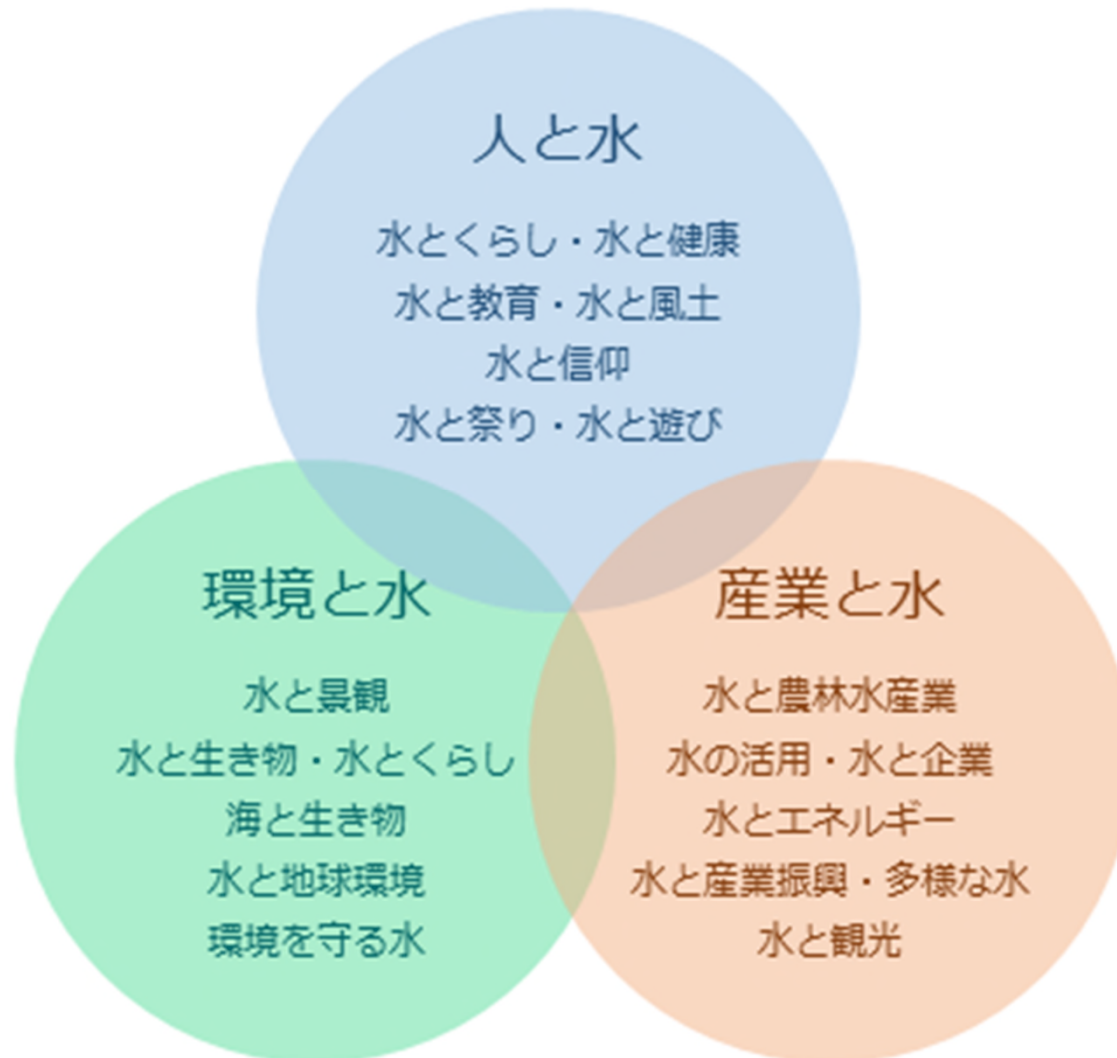 人と水
水とくらし・水と健康
水と教育・水と風土
水と信仰
水と祭り・水と遊び
環境と水
水と景観
水と生き物・水とくらし
海と生き物
水と地球環境
環境を守る水
産業と水
水と農林水産業
水の活用・水と企業
水とエネルギー
水と産業振興・多様な水
水と観光